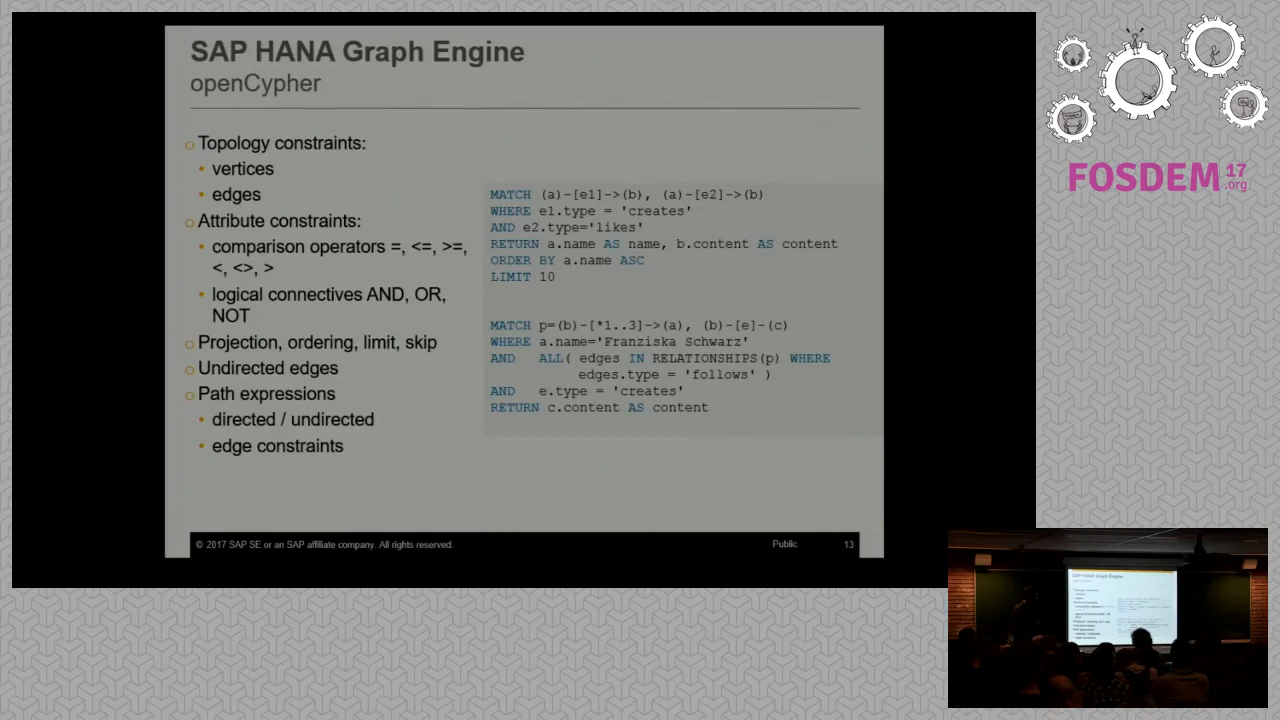 SAP HANA Graph Engine
openCypher
Topology constraints:
vertices
edges
Attribute constraints:
comparison operators =, <=, >=,
<, <>, >
logical connectives AND, OR,
NOT
Projection, ordering, limit, skip
Undirected edges
Path expressions
directed / undirected
edge constraints
MATCH (a)-[e1]->(b), (a)-[e2]->(b)
WHERE e1.type = 'creates'
AND e2.type='likes'
RETURN a.name AS name, b.content AS content
ORDER BY a.name ASC
LIMIT 10
MATCH p=(b)-[*1..3]->(a), (b)-[e]-(c)
WHERE a.name='Franziska Schwarz'
AND ALL( edges IN RELATIONSHIPS(p) WHERE
edges.type = 'follows' )
AND e.type = 'creates'
RETURN c.content AS content
© 2017 SAP SE or an SAP affiliate company. All rights reserved.
Public
13
FOSDEM 17
.org
SAP HANA Graph Engine